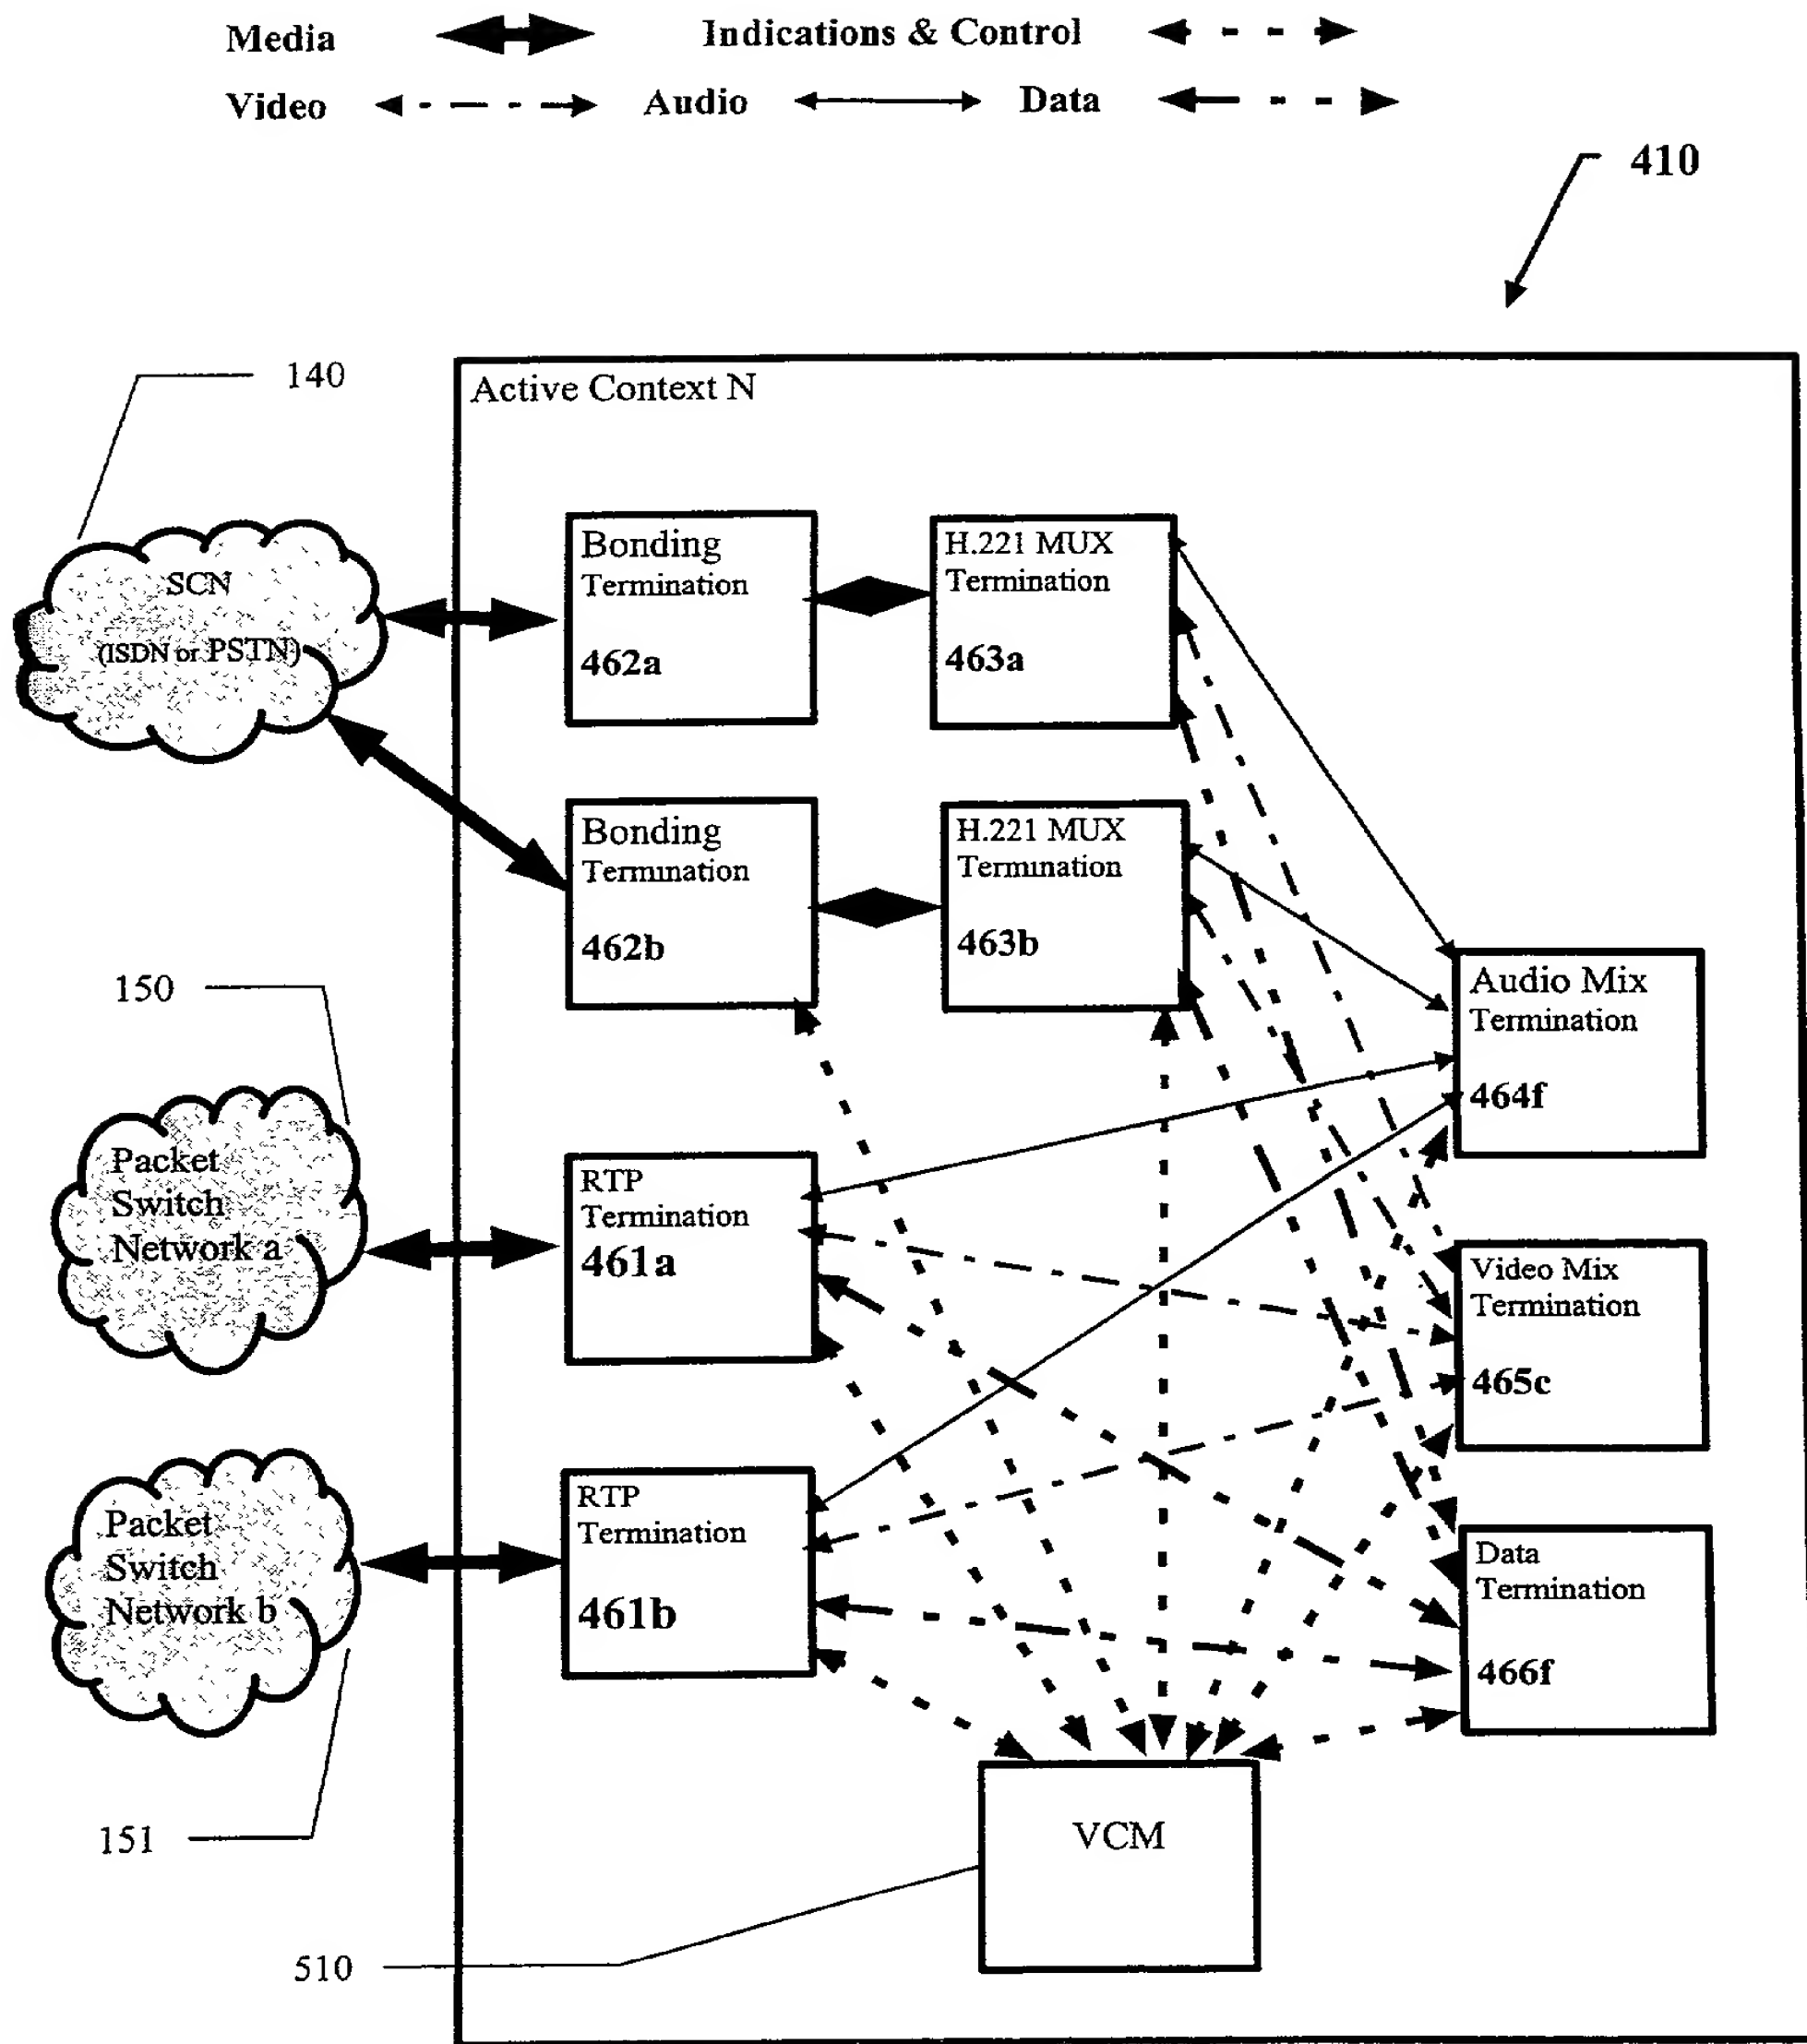 Media Indications & Control
Video Audio Data
410
140
Active Context N
SCN
(ISDN or PSTN)
Bonding
Termination
462a
H.221 MUX
Termination
463a
Bonding
Termination
462b
H.221 MUX
Termination
463b
150
Audio Mix
Termination
464f
Packet
Switch
Network a
RTP
Termination
461a
Video Mix
Termination
465c
Packet
Switch
Network b
RTP
Termination
461b
Data
Termination
466f
151
VCM
510